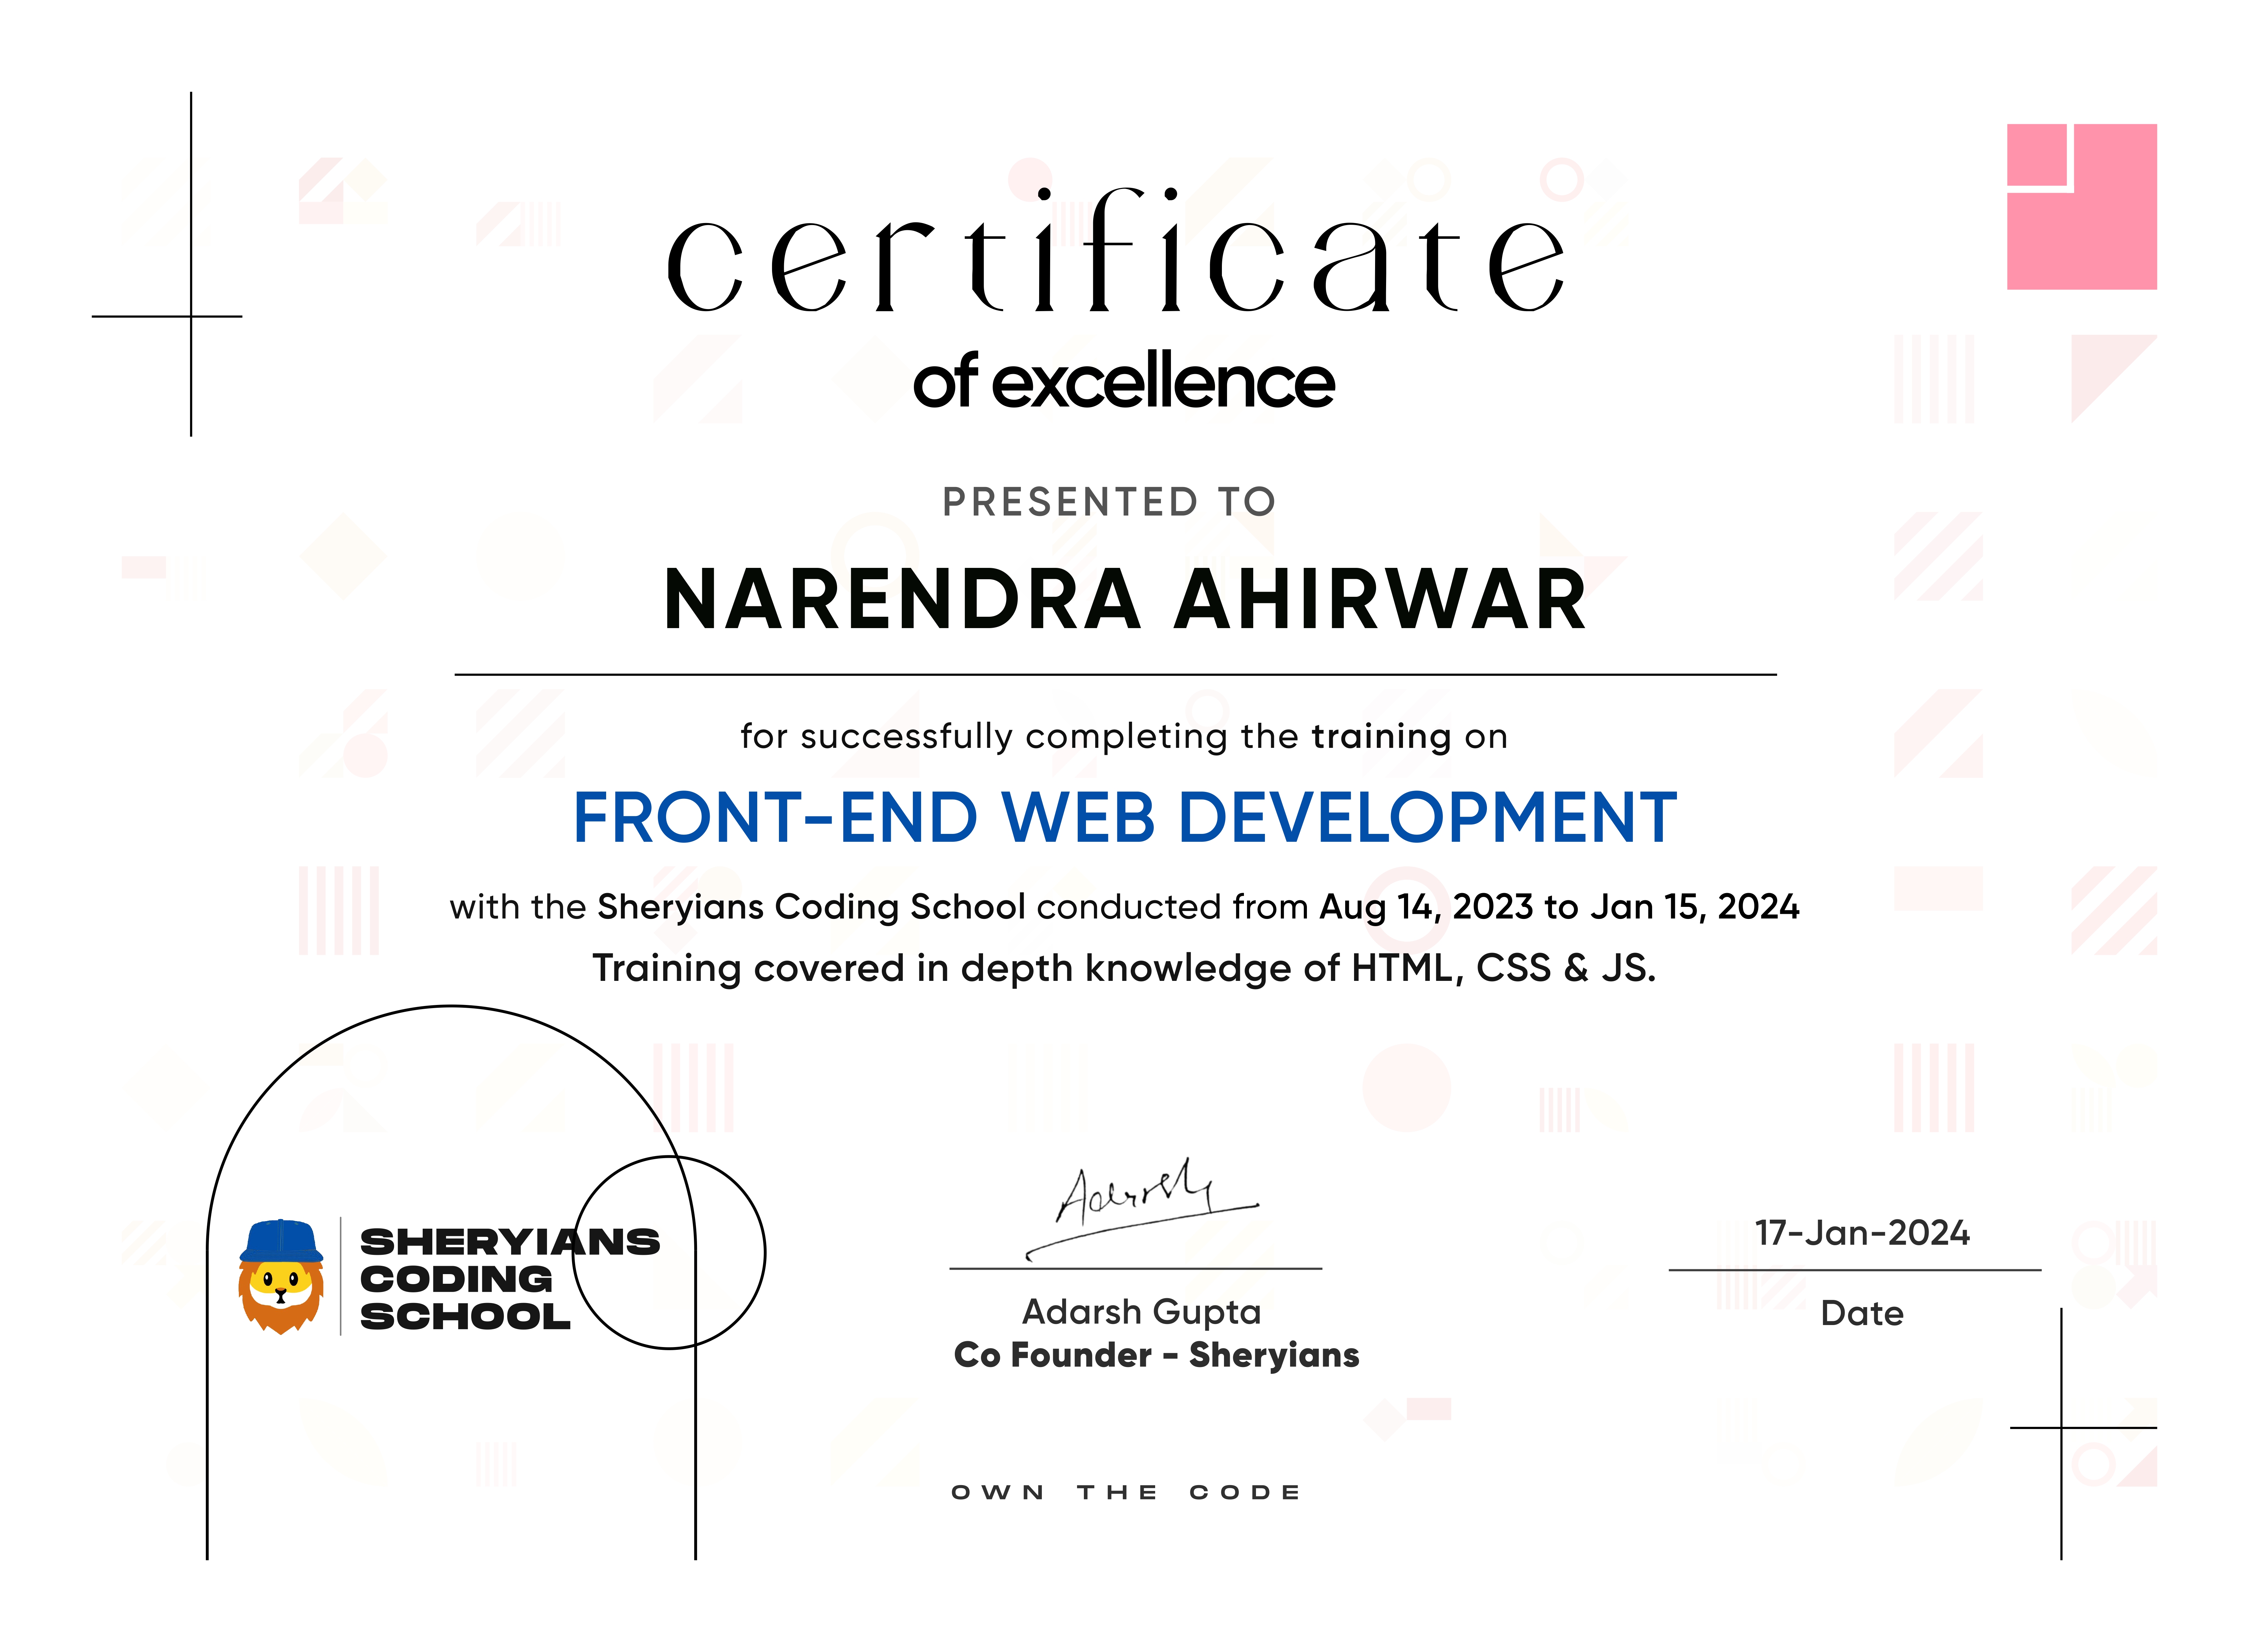 certificate
of excellence
PRESENTED TO
NARENDRA AHIRWAR
for successfully completing the training on
FRONT-END WEB DEVELOPMENT
with the Sheryians Coding School conducted from Aug 14, 2023 to Jan 15, 2024
Training covered in depth knowledge of HTML, CSS & JS.
SHERYIANS
CODING
SCHOOL
Adarsh
Adarsh Gupta
Co Founder - Sheryians
17-Jan-2024
Date
OWN THE CODE